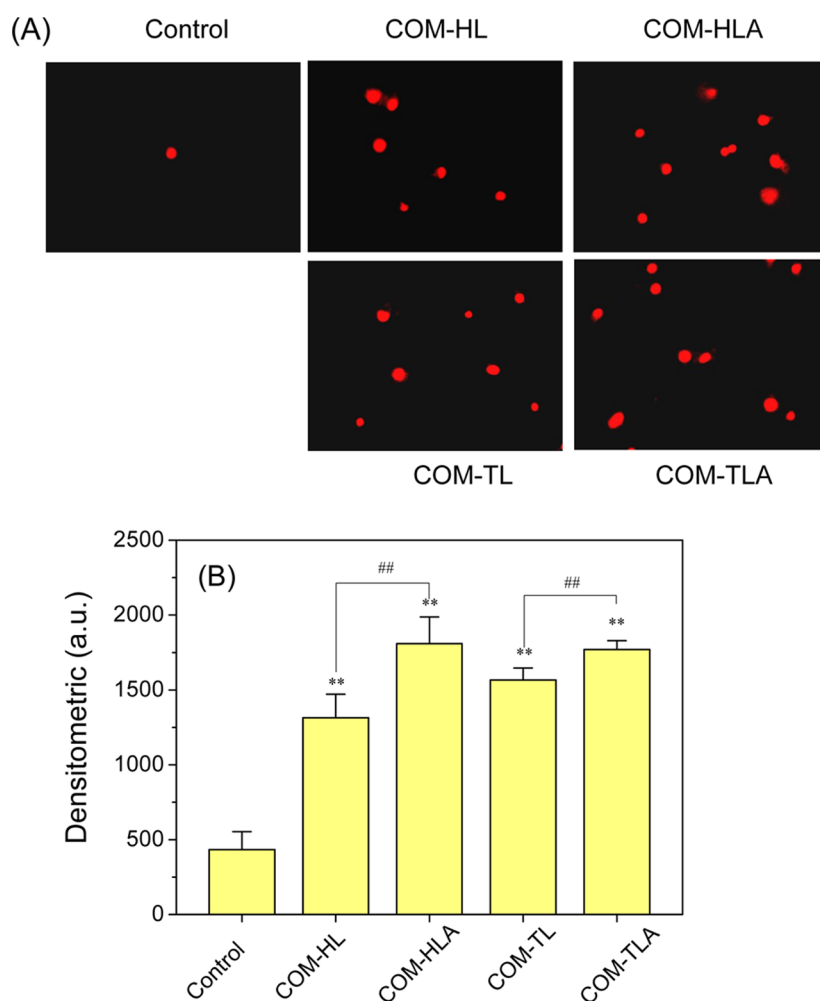 (A)
Control COM-HL COM-HLA
COM-TL COM-TLA
(B)
Densitometric (a.u.)
2500
2000
1500
1000
500
0
##
##
**
**
**
**
Control COM-HL COM-HLA COM-TL COM-TLA